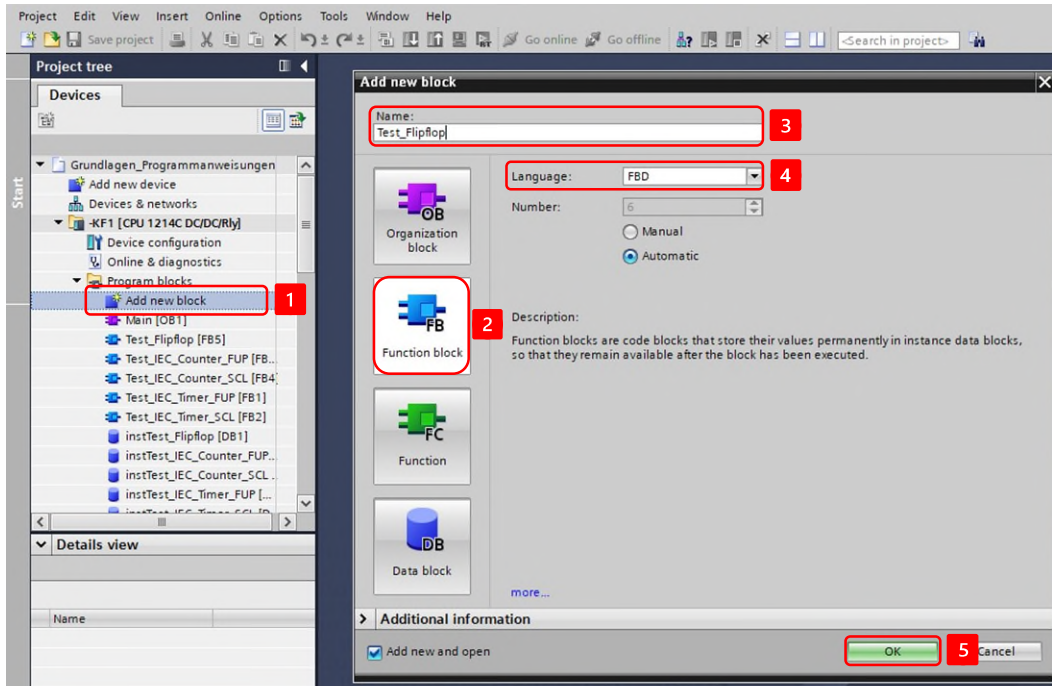 Project Edit View Insert Online Options Tools Window Help
Save project Go online Go offline <Search in project>
Start
Project tree
Devices
Grundlagen_Programmanweisungen
Add new device
Devices & networks
-KF1 [CPU 1214C DC/DC/Rly]
Device configuration
Online & diagnostics
Program blocks
Add new block
1
Main [OB1]
Test_Flipflop [FB5]
Test_IEC_Counter_FUP [FB...
Test_IEC_Counter_SCL [FB4]
Test_IEC_Timer_FUP [FB1]
Test_IEC_Timer_SCL [FB2]
instTest_Flipflop [DB1]
instTest_IEC_Counter_FUP...
instTest_IEC_Counter_SCL ...
instTest_IEC_Timer_FUP [...
instTest_IEC_Timer_SCL [D...
Details view
Name
Add new block
Name:
Test_Flipflop
3
OB
Organization
block
FB
Function block
2
FC
Function
DB
Data block
Language: FBD
4
Number: 6
Manual
Automatic
Description:
Function blocks are code blocks that store their values permanently in instance data blocks,
so that they remain available after the block has been executed.
more...
Additional information
Add new and open
OK
5
Cancel